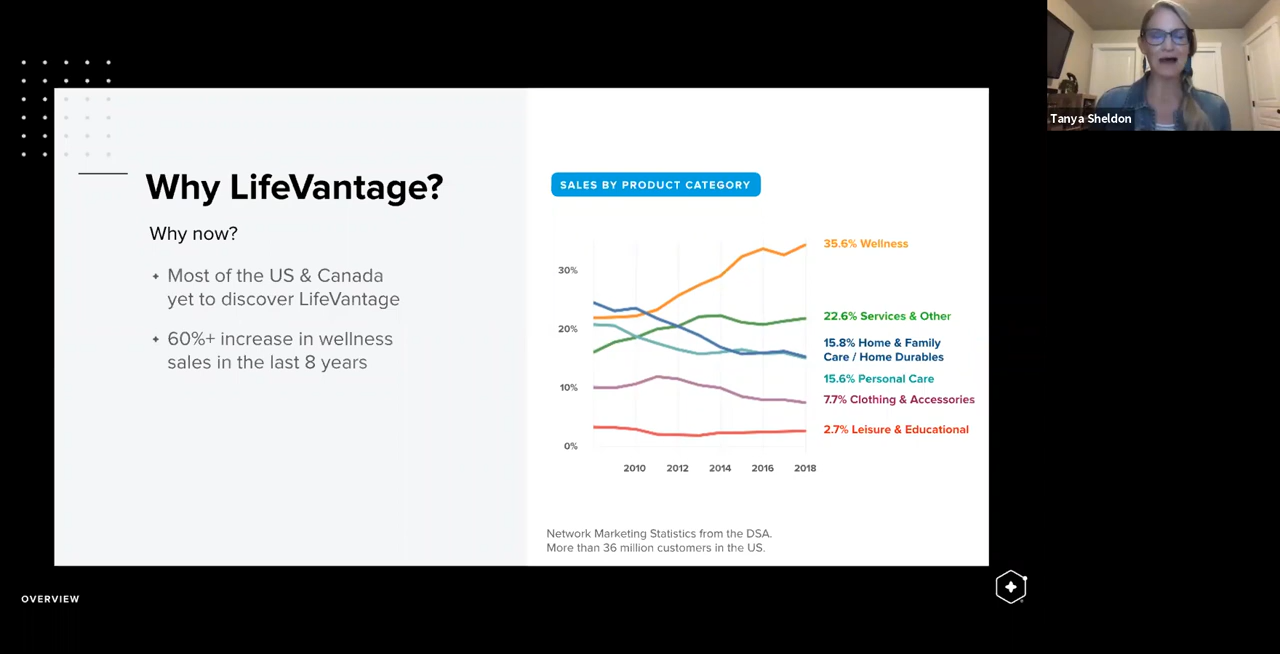 Tanya Sheldon
Why LifeVantage?
Why now?
Most of the US & Canada
yet to discover LifeVantage
60%+ increase in wellness
sales in the last 8 years
SALES BY PRODUCT CATEGORY
30%
20%
10%
0%
2010 2012 2014 2016 2018
35.6% Wellness
22.6% Services & Other
15.8% Home & Family
Care / Home Durables
15.6% Personal Care
7.7% Clothing & Accessories
2.7% Leisure & Educational
Network Marketing Statistics from the DSA.
More than 36 million customers in the US.
OVERVIEW